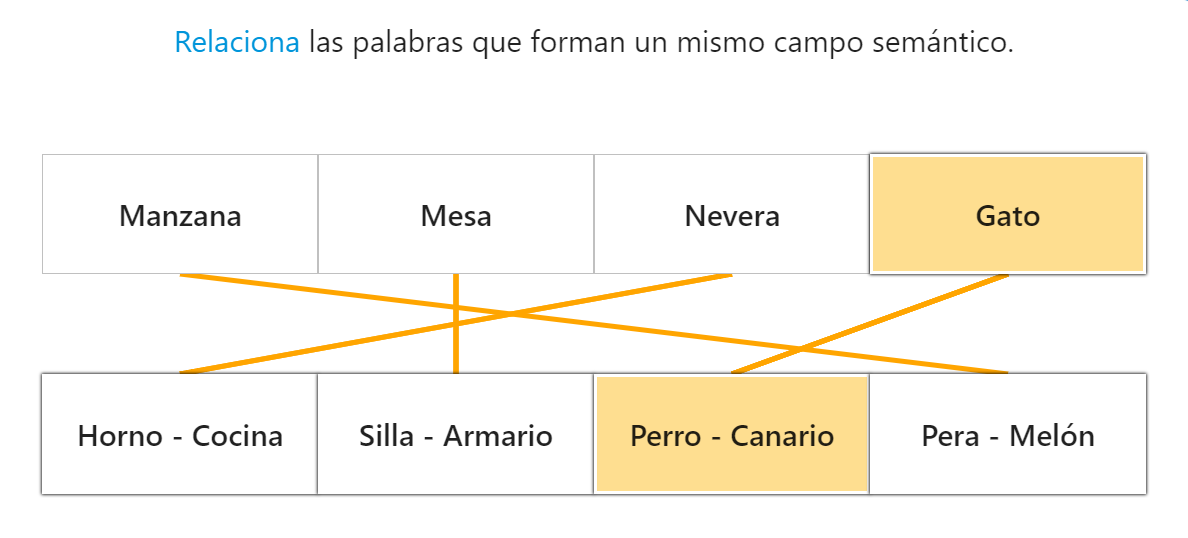 Relaciona las palabras que forman un mismo campo semántico.
Manzana Mesa Nevera Gato
Horno - Cocina Silla - Armario Perro - Canario Pera - Melón